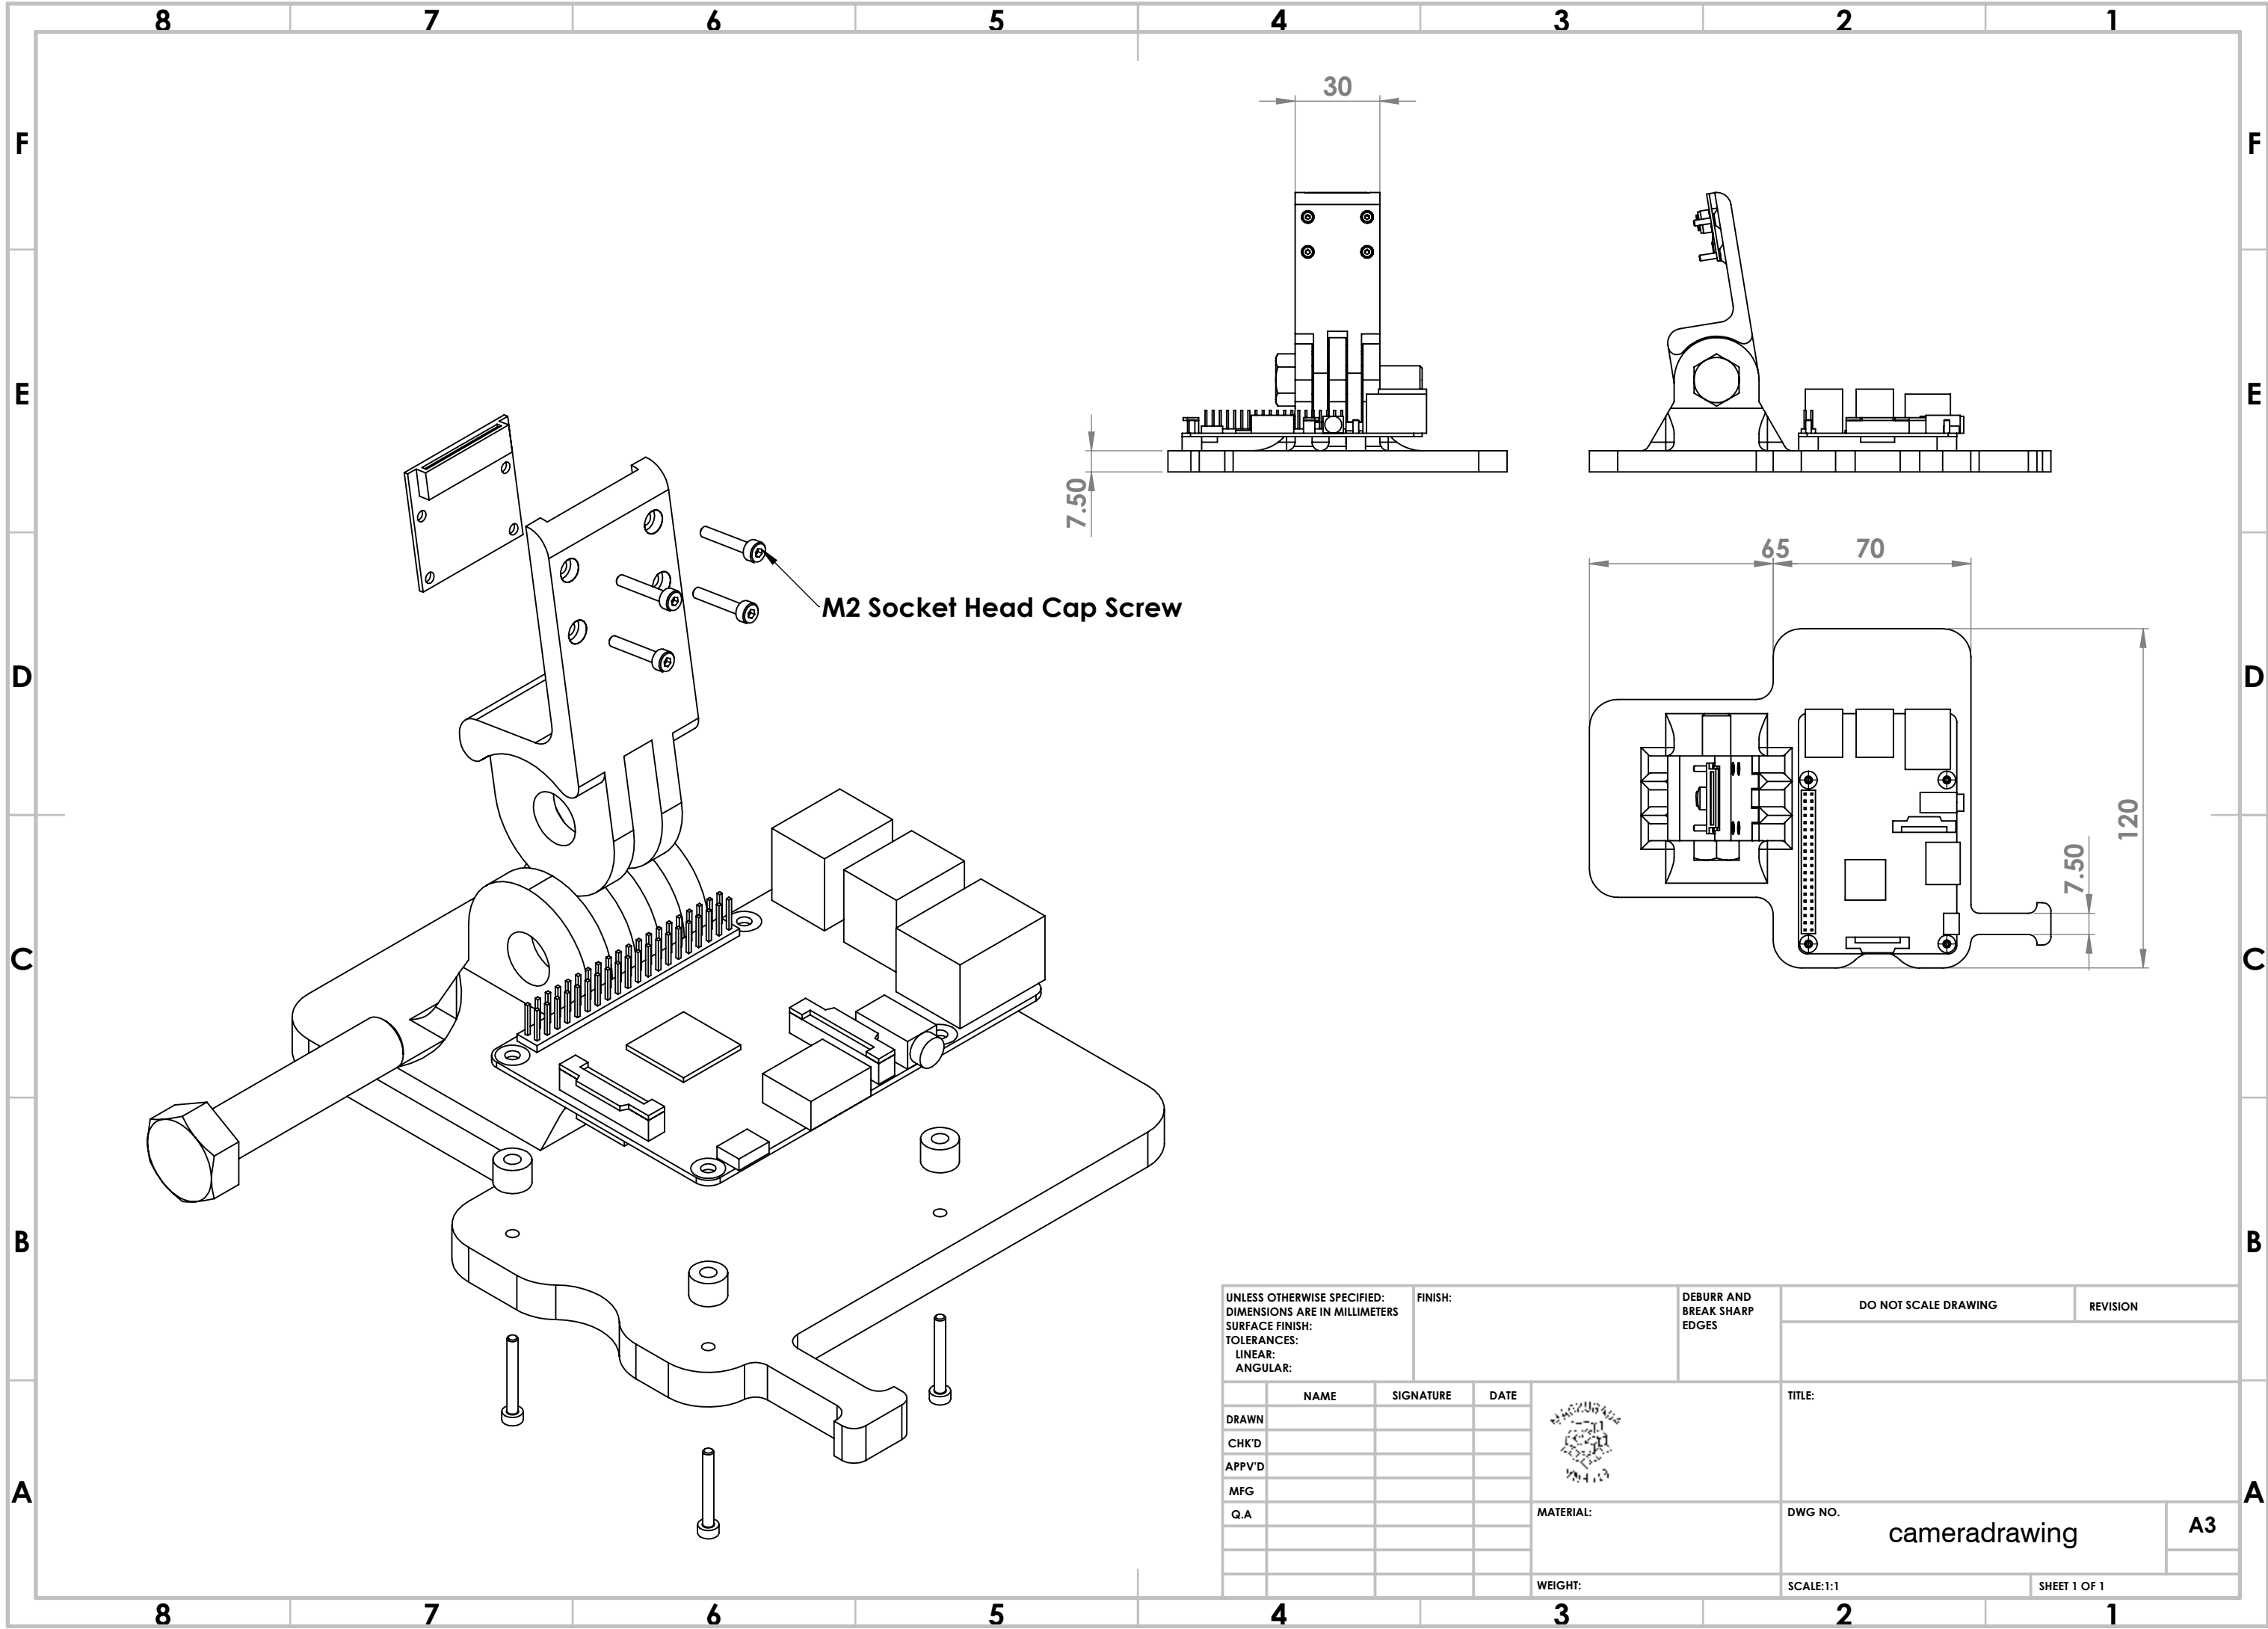 8 7 6 5 4 3 2 1
F F
E E
D D
C C
B B
A A
30
7.50
65 70
120
7.50
M2 Socket Head Cap Screw
UNLESS OTHERWISE SPECIFIED:
DIMENSIONS ARE IN MILLIMETERS
SURFACE FINISH:
TOLERANCES:
LINEAR:
ANGULAR:
FINISH:
DEBURR AND
BREAK SHARP
EDGES
DO NOT SCALE DRAWING
REVISION
NAME SIGNATURE DATE
DRAWN
CHK'D
APPV'D
MFG
Q.A
TITLE:
MATERIAL:
DWG NO.
cameradrawing
A3
WEIGHT:
SCALE:1:1
SHEET 1 OF 1
8 7 6 5 4 3 2 1